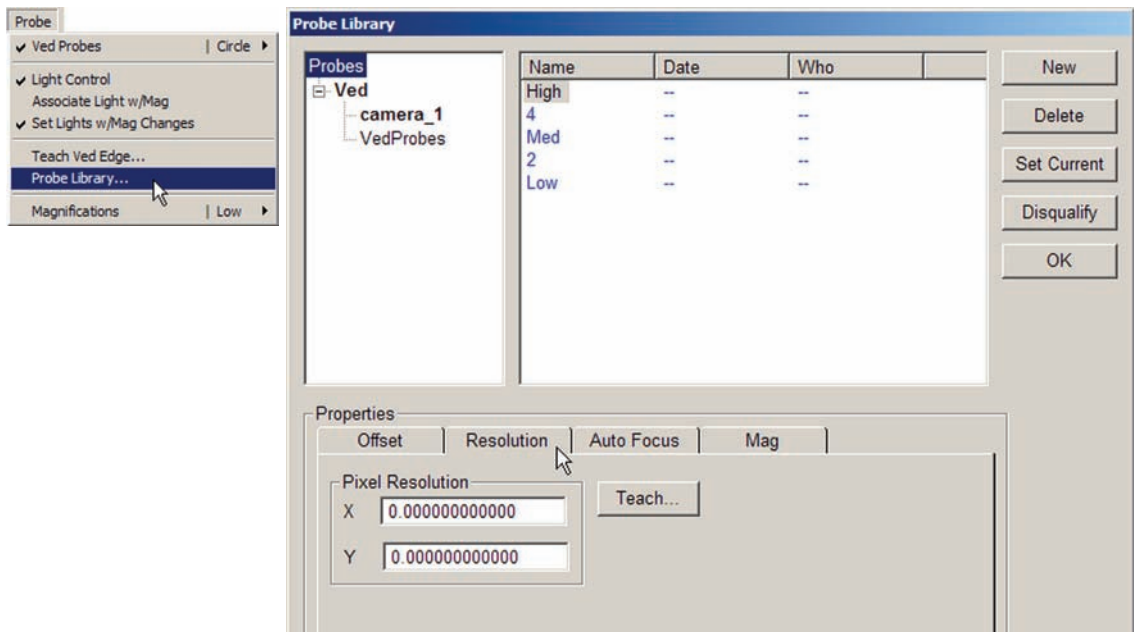 Probe
Ved Probes | Circle
Light Control
Associate Light w/Mag
Set Lights w/Mag Changes
Teach Ved Edge...
Probe Library...
Magnifications | Low
Probe Library
Probes
Ved
camera_1
VedProbes
Name Date Who
High -- --
4 -- --
Med -- --
2 -- --
Low -- --
New
Delete
Set Current
Disqualify
OK
Properties
Offset Resolution Auto Focus Mag
Pixel Resolution
X 0.000000000000
Teach...
Y 0.000000000000